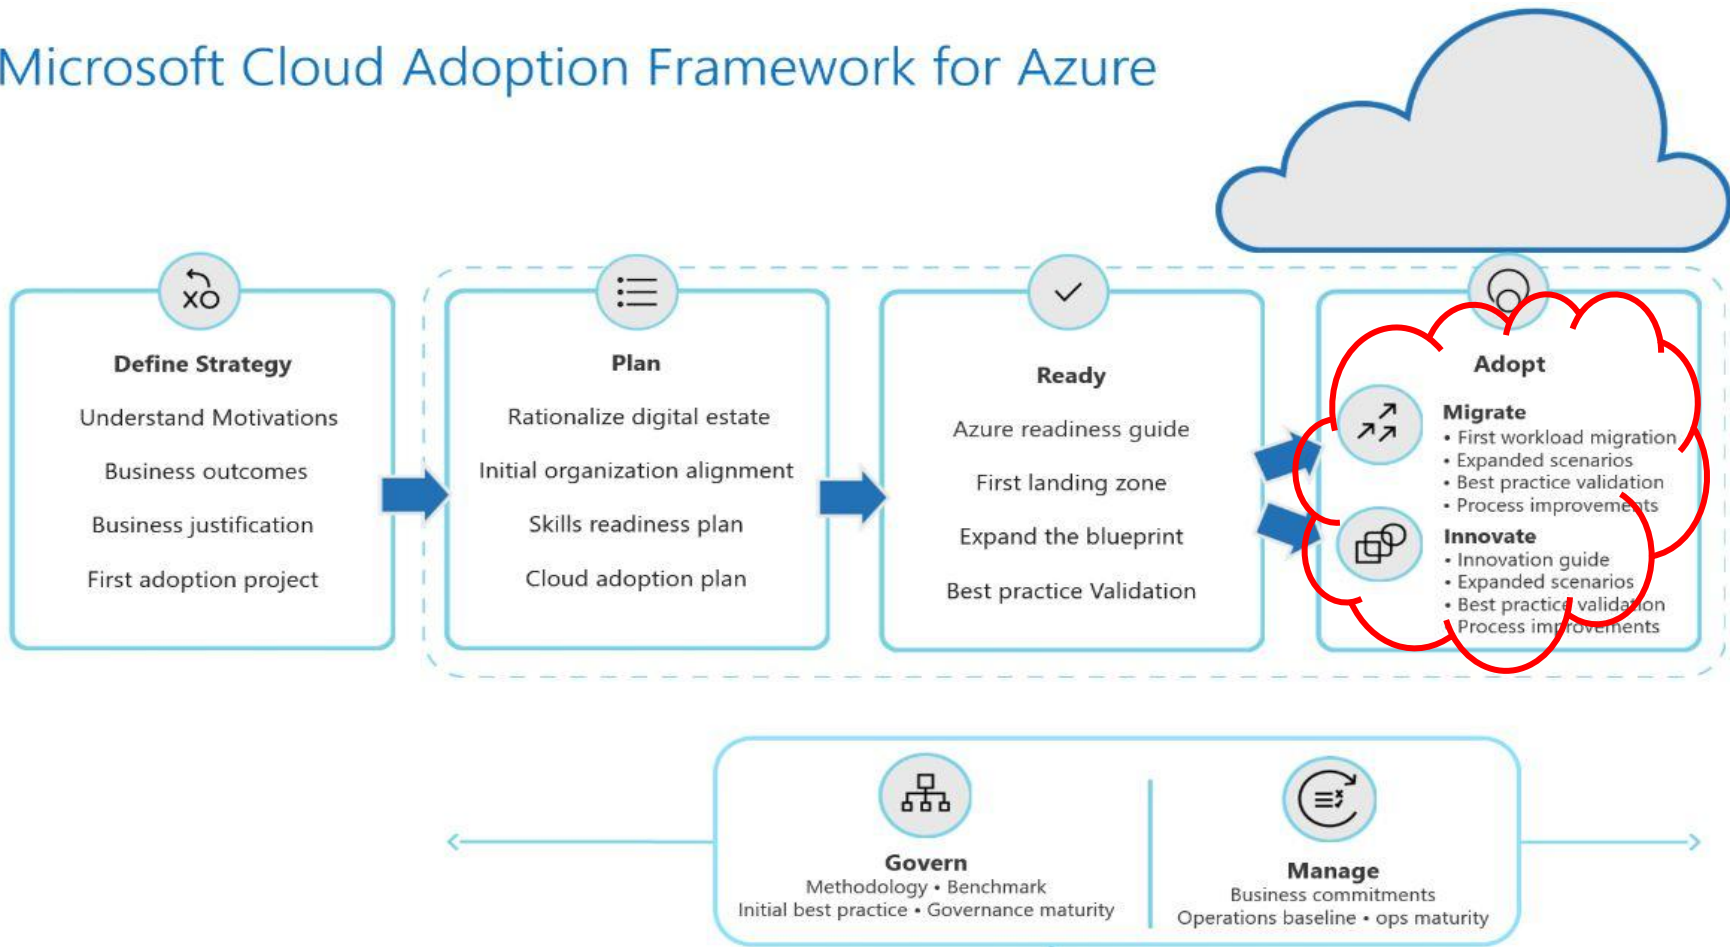 Microsoft Cloud Adoption Framework for Azure
Define Strategy
Understand Motivations
Business outcomes
Business justification
First adoption project
Plan
Rationalize digital estate
Initial organization alignment
Skills readiness plan
Cloud adoption plan
Ready
Azure readiness guide
First landing zone
Expand the blueprint
Best practice Validation
Adopt
Migrate
• First workload migration
• Expanded scenarios
• Best practice validation
• Process improvements
Innovate
• Innovation guide
• Expanded scenarios
• Best practice validation
Process improvements
Govern
Methodology • Benchmark
Initial best practice • Governance maturity
Manage
Business commitments
Operations baseline • ops maturity